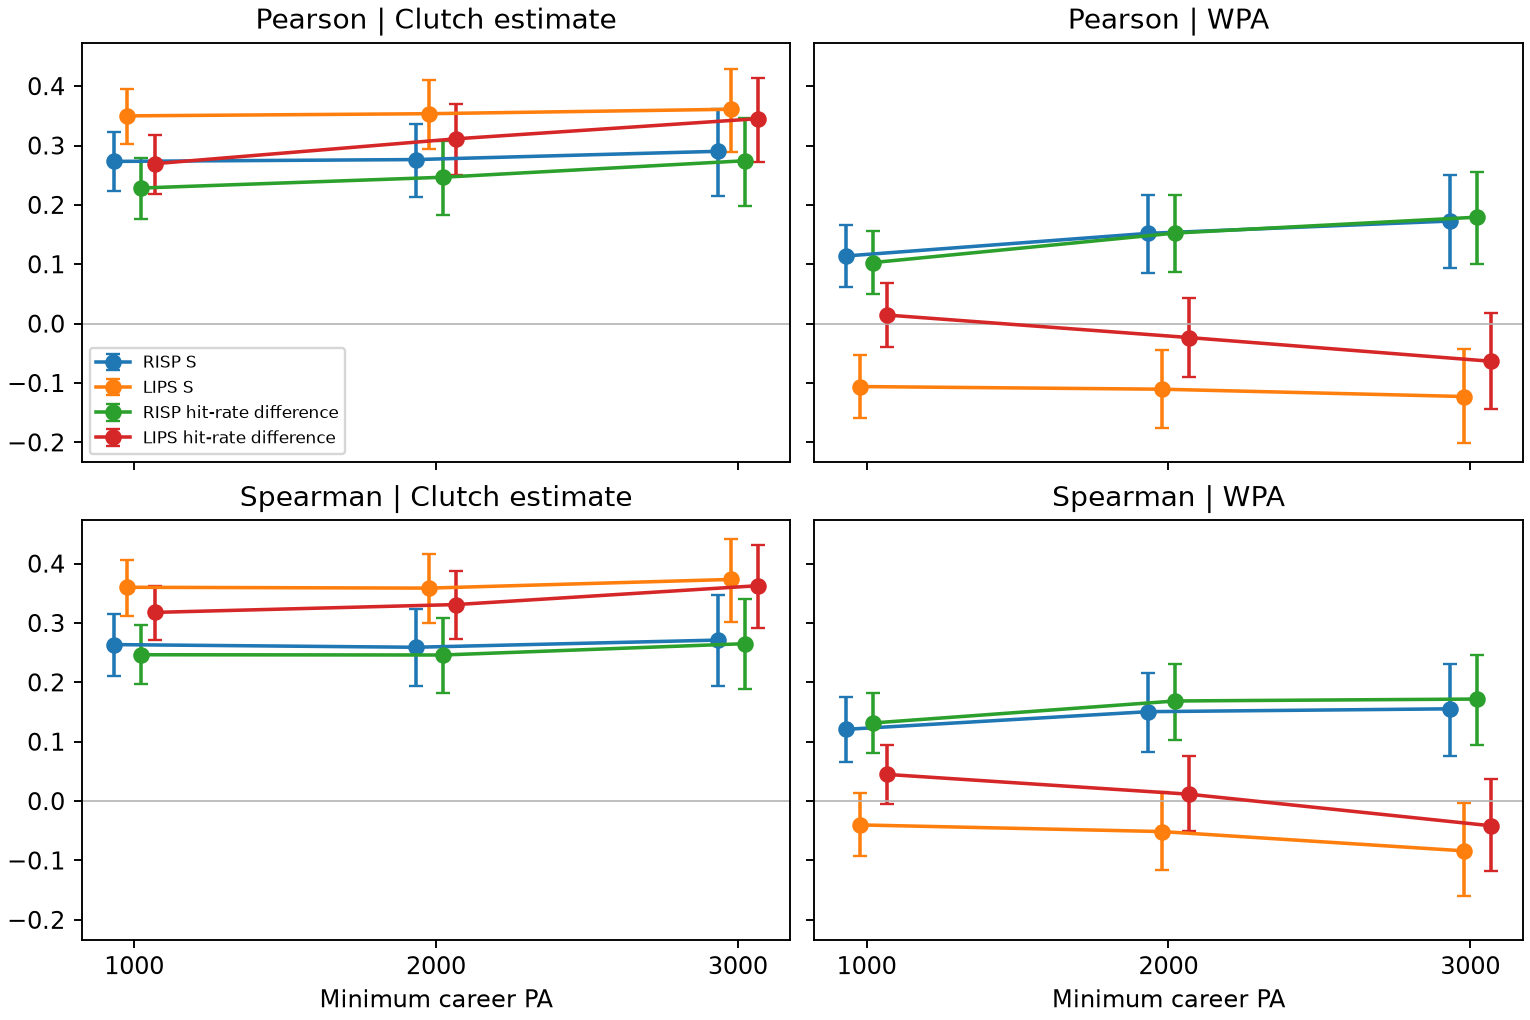 Pearson | Clutch estimate
Pearson | WPA
0.4
0.3
0.2
0.1
0.0
−0.1
−0.2
RISP S
LIPS S
RISP hit-rate difference
LIPS hit-rate difference
Spearman | Clutch estimate
Spearman | WPA
0.4
0.3
0.2
0.1
0.0
−0.1
−0.2
1000
2000
3000
1000
2000
3000
Minimum career PA
Minimum career PA